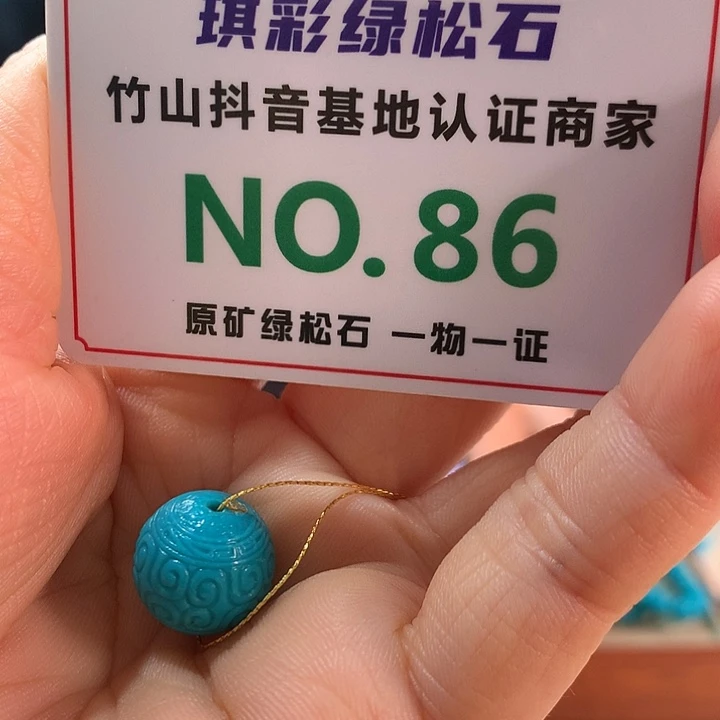 琪彩绿松石
竹山抖音基地认证商家
NO.86
原矿绿松石 一物一证